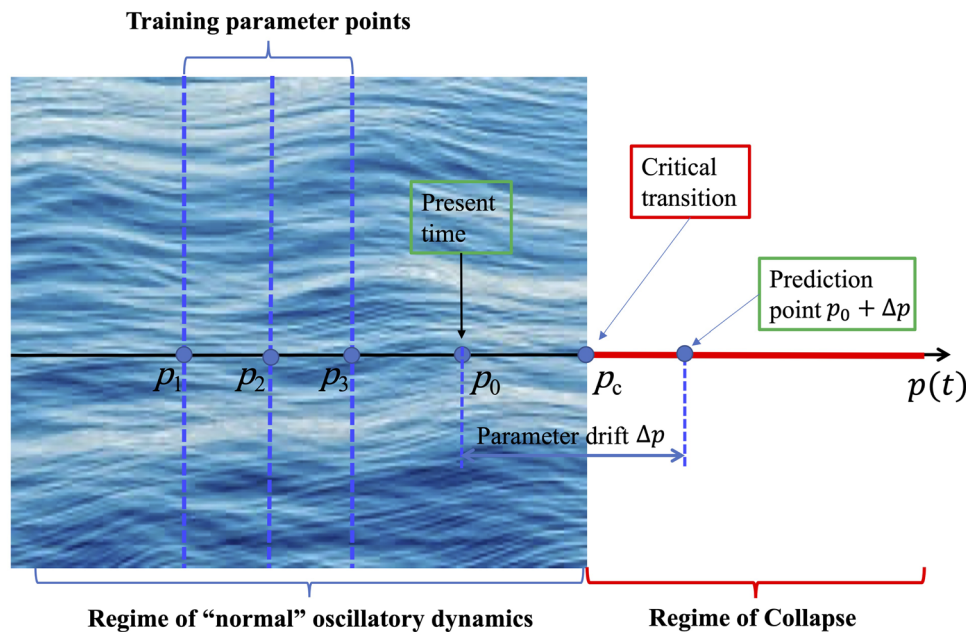 Training parameter points
Critical
transition
Present
time
Prediction
point p₀ + Δp
p₁
p₂
p₃
p₀
p_c
p(t)
Parameter drift Δp
Regime of “normal” oscillatory dynamics
Regime of Collapse